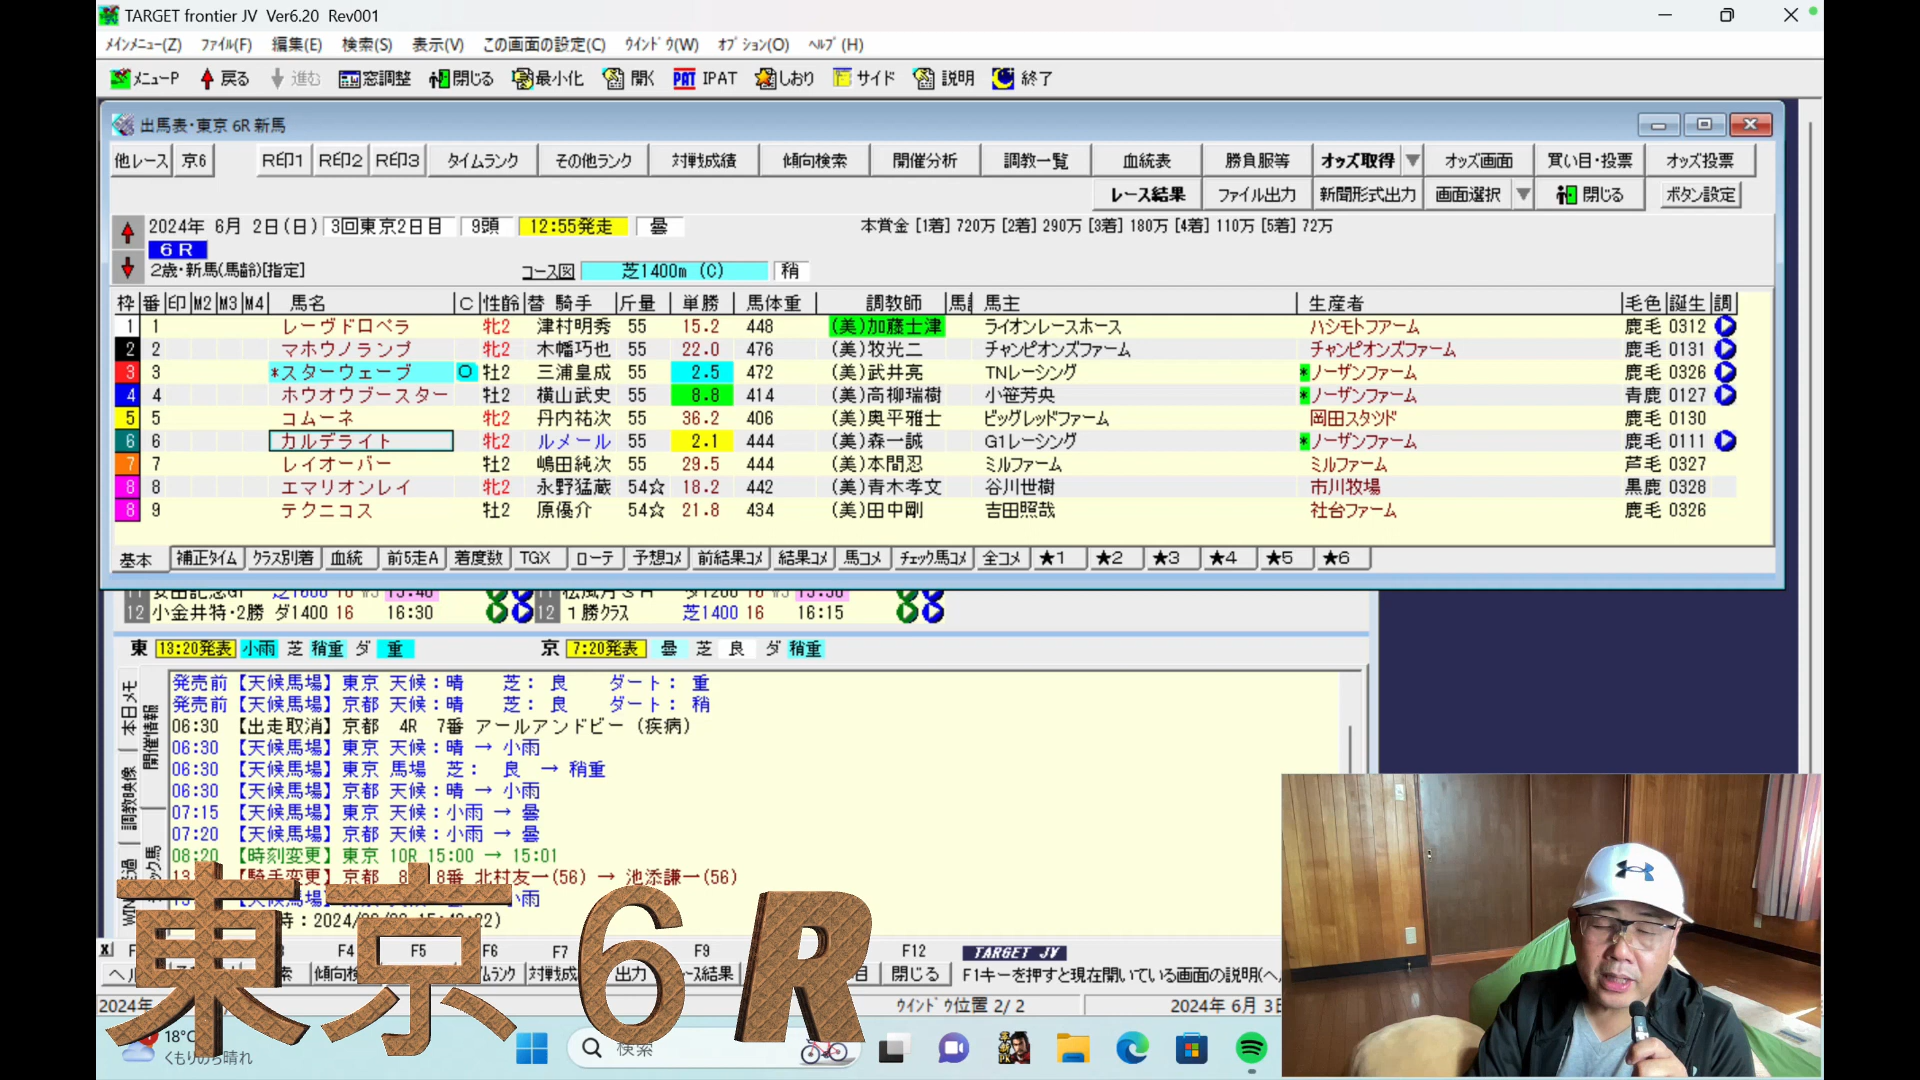 TARGET frontier JV Ver6.20 Rev001
ﾒｲﾝﾒﾆｭｰ(Z) ﾌｧｲﾙ(F) 編集(E) 検索(S) 表示(V) この画面の設定(C) ｳｲﾝﾄﾞｳ(W) ｵﾌﾟｼｮﾝ(O) ﾍﾙﾌﾟ(H)
ﾒﾆｭｰP 戻る 進む 窓調整 閉じる 最小化 開く PAT IPAT しおり サイド 説明 終了
出馬表･東京 6R 新馬
他レース 京6 R印1 R印2 R印3 タイムランク その他ランク 対戦成績 傾向検索 開催分析 調教一覧 血統表 勝負服等 オッズ取得 オッズ画面 買い目・投票 オッズ投票
レース結果 ファイル出力 新聞形式出力 画面選択 閉じる ボタン設定
2024年 6月 2日(日) 3回東京2日目 9頭 12:55発走 曇 本賞金 [1着] 720万 [2着] 290万 [3着] 180万 [4着] 110万 [5着] 72万
6R
2歳･新馬(馬齢)[指定] コース図 芝1400m (C) 稍
枠 番 印 M2 M3 M4 馬名 C 性齢 替 騎手 斤量 単勝 馬体重 調教師 馬主 生産者 毛色 誕生 調
1 1 レーヴドロペラ 牝2 津村明秀 55 15.2 448 (美)加藤士津 ライオンレースホース ハシモトファーム 鹿毛 0312
2 2 マホウノランプ 牝2 木幡巧也 55 22.0 476 (美)牧光二 チャンピオンズファーム チャンピオンズファーム 鹿毛 0131
3 3 *スターウェーブ ○ 牡2 三浦皇成 55 2.5 472 (美)武井亮 TNレーシング *ノーザンファーム 鹿毛 0326
4 4 ホウオウブースター 牡2 横山武史 55 8.8 414 (美)高柳瑞樹 小笹芳央 *ノーザンファーム 青鹿 0127
5 5 コムーネ 牝2 丹内祐次 55 36.2 406 (美)奥平雅士 ビッグレッドファーム 岡田スタツド 鹿毛 0130
6 6 カルデライト 牝2 ルメール 55 2.1 444 (美)森一誠 G1レーシング *ノーザンファーム 鹿毛 0111
7 7 レイオーバー 牡2 嶋田純次 55 29.5 444 (美)本間忍 ミルファーム ミルファーム 芦毛 0327
8 8 エマリオンレイ 牝2 永野猛蔵 54☆ 18.2 442 (美)青木孝文 谷川世樹 市川牧場 黒鹿 0328
8 9 テクニコス 牡2 原優介 54☆ 21.8 434 (美)田中剛 吉田照哉 社台ファーム 鹿毛 0326
基本 補正ﾀｲﾑ ｸﾗｽ別着 血統 前5走A 着度数 TGX ローテ 予想ｺﾒ 前結果ｺﾒ 結果ｺﾒ 馬コメ ﾁｪｯｸ馬ｺﾒ 全コメ ★1 ★2 ★3 ★4 ★5 ★6
12 小金井特･2勝 ダ1400 16 16:30 12 1勝ｸﾗｽ 芝1400 16 16:15
東 13:20発表 小雨 芝 稍重 ダ 重 京 7:20発表 曇 芝 良 ダ 稍重
本日メモ 開催情報 調教映像
発売前【天候馬場】東京 天候：晴 芝： 良 ダート： 重
発売前【天候馬場】京都 天候：晴 芝： 良 ダート： 稍
06:30 【出走取消】京都 4R 7番 アールアンドビー（疾病）
06:30 【天候馬場】東京 天候：晴 → 小雨
06:30 【天候馬場】東京 馬場 芝： 良 → 稍重
06:30 【天候馬場】京都 天候：晴 → 小雨
07:15 【天候馬場】東京 天候：小雨 → 曇
07:20 【天候馬場】京都 天候：小雨 → 曇
08:20 【時刻変更】東京 10R 15:00 → 15:01
【騎手変更】京都 8番 北村友一(56) → 池添謙一(56)
小雨
東京6R
F4 F5 F6 F7 F9 F12 TARGET JV
対戦成 出力 ス結果 閉じる F1キーを押すと現在開いている画面の説明(ヘ
2024年 ｳｲﾝﾄﾞｳ位置 2/ 2 2024年 6月 3日
18°C
くもりのち晴れ
検索